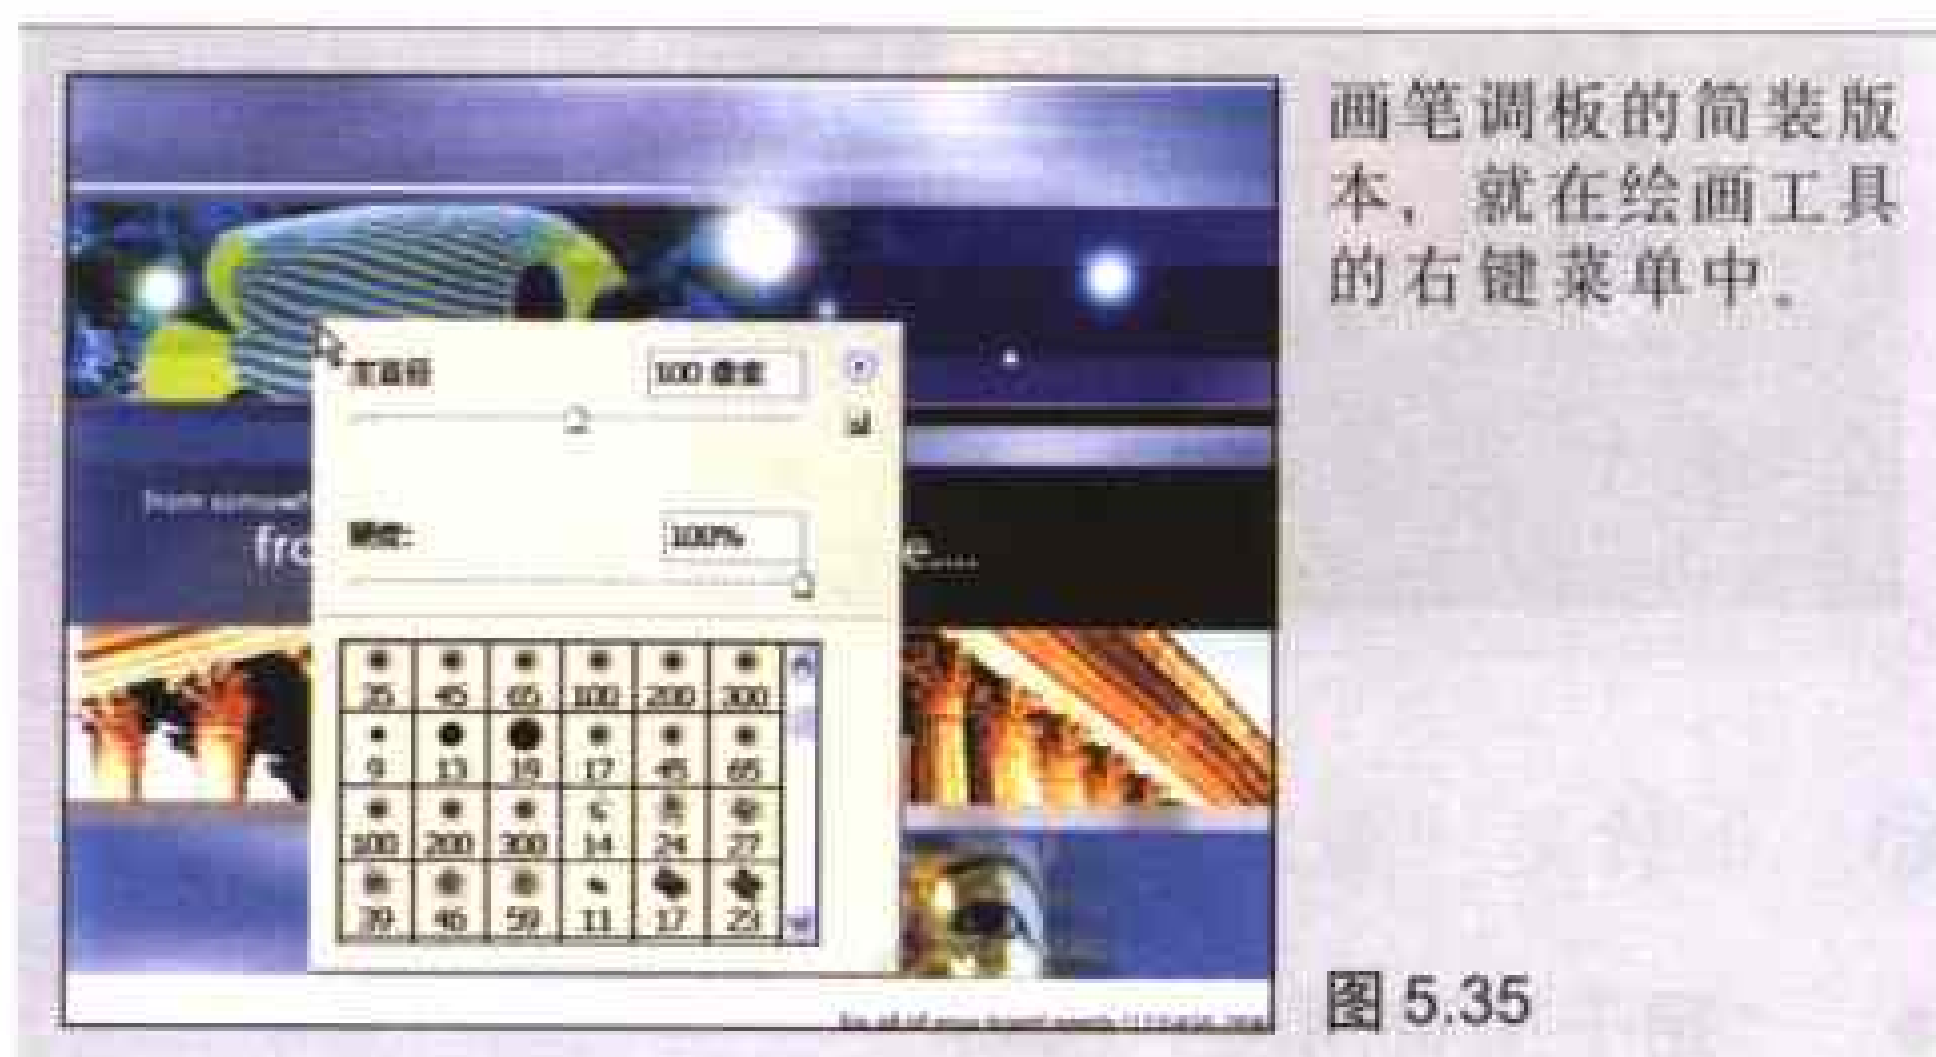 画笔调板的简装版
本，就在绘画工具
的右键菜单中。
主直径
100 像素
from somewh
硬度:
100%
fro
e.....
35 45 65 100 200 300
9 13 19 17 45 65
100 200 300 14 24 27
39 46 59 11 17 23
图 5.35